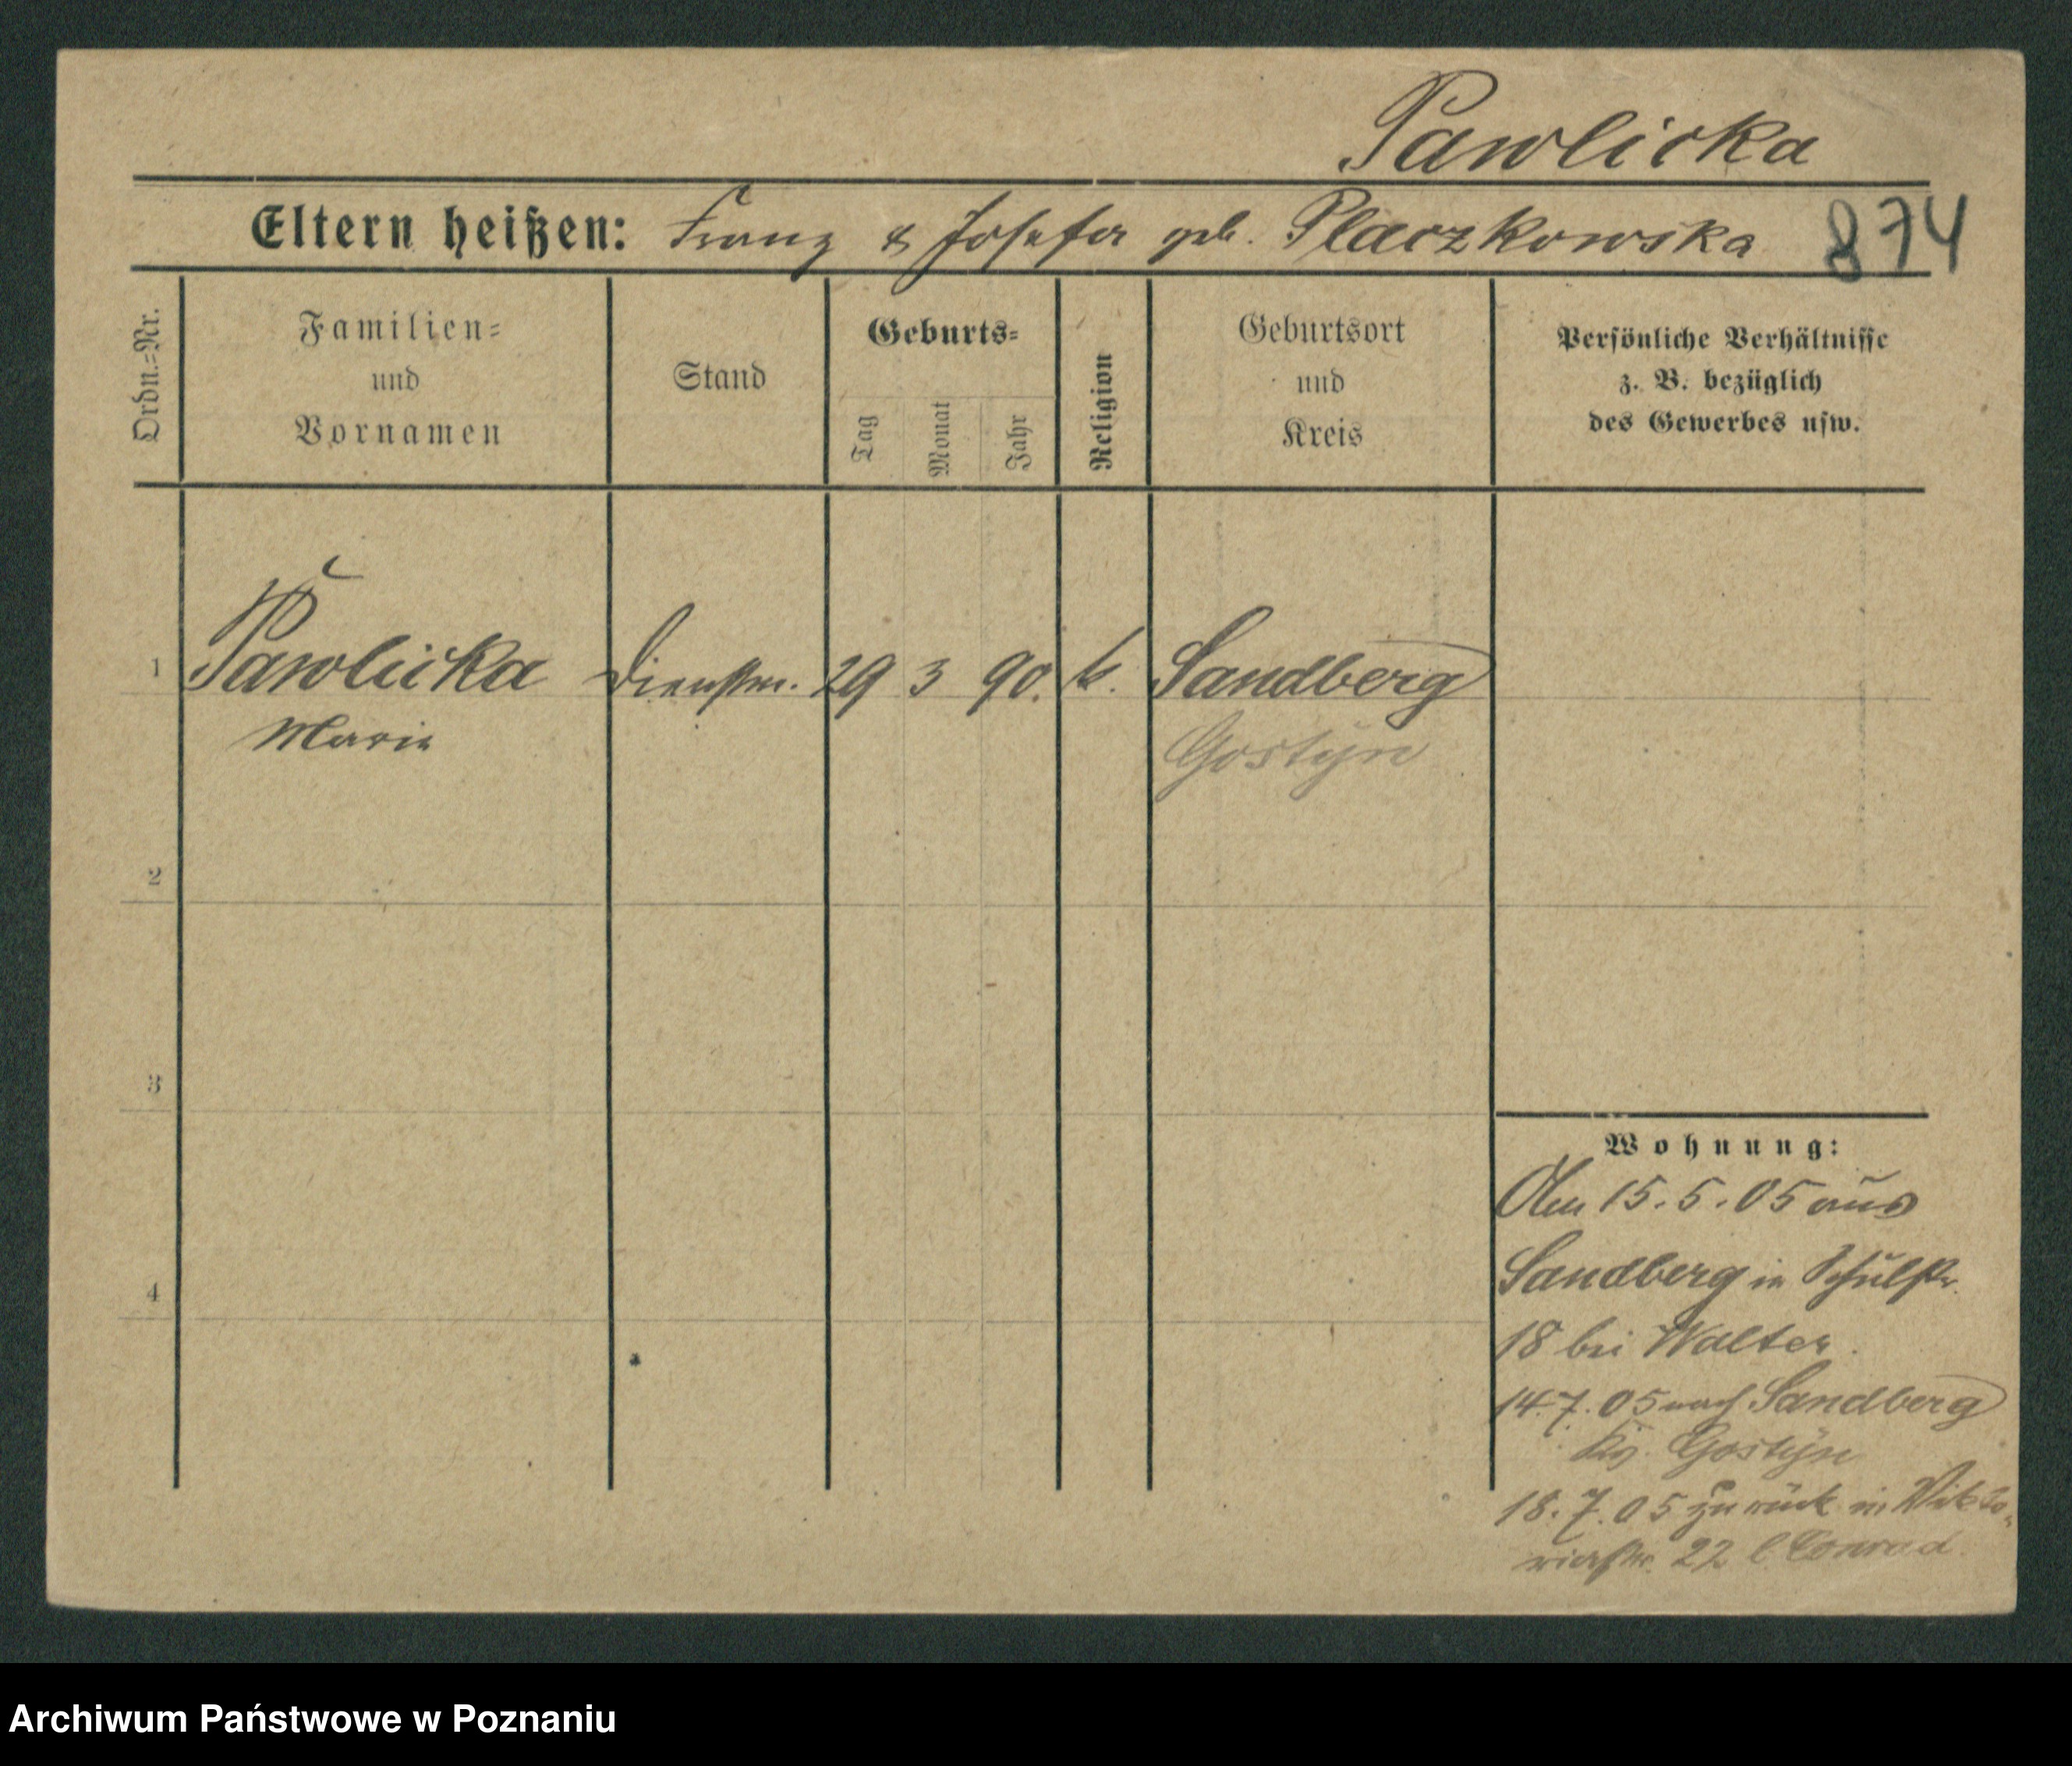 Pawlicka
Eltern heißen: Franz & Josefa geb. Placzkowska 874
Ordn.=Nr.
Familien=
und
Vornamen
Stand
Geburts=
Tag
Monat
Jahr
Religion
Geburtsort
und
Kreis
Persönliche Verhältnisse
z. B. bezüglich
des Gewerbes usw.
1 Pawlicka Dienstm. 29 3 90. k. Sandberg
Marie Gostyn
2
3
4
Wohnung:
Am 15.5.05 aus
Sandberg in Schulstr.
18 bei Walter.
14.7.05 nach Sandberg
Kr. Gostyn
18.7.05 zurück in Vikto-
riastr. 22 b. Conrad
Archiwum Państwowe w Poznaniu